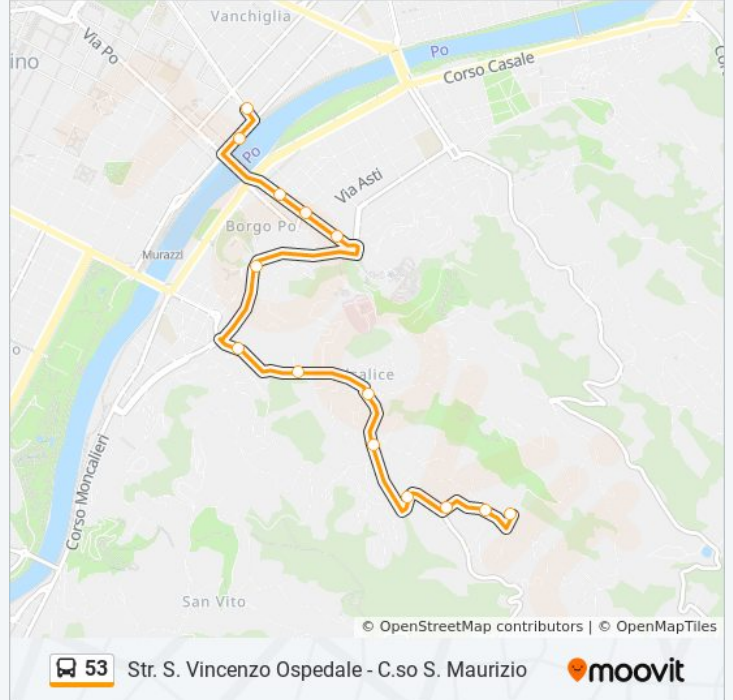 Vanchiglia
Via Po
ino
Po
Corso Casale
Po
Via Asti
Borgo Po
Murazzi
o
alice
Corso Moncalieri
San Vito
© OpenStreetMap contributors | © OpenMapTiles
53 Str. S. Vincenzo Ospedale - C.so S. Maurizio
moovit